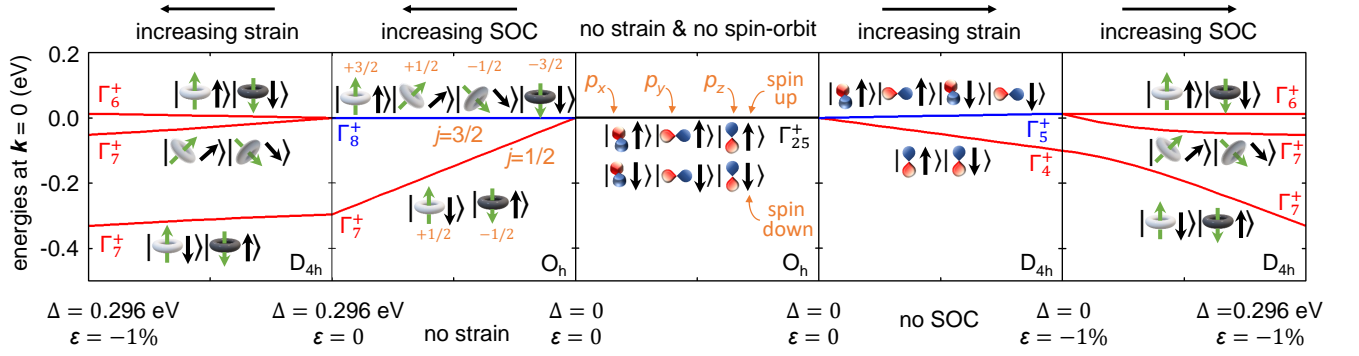 increasing strain
increasing SOC
no strain & no spin-orbit
increasing strain
increasing SOC
energies at k = 0 (eV)
0.2
0.0
-0.2
-0.4
Γ₆⁺
|↑⟩|↓⟩
Γ₇⁺
|↗⟩|↘⟩
Γ₇⁺
|↓⟩|↑⟩
D₄ₕ
+3/2 +1/2 −1/2 −3/2
|↑⟩|↗⟩|↘⟩|↓⟩
Γ₈⁺
j=3/2
j=1/2
Γ₇⁺
|↓⟩ |↑⟩
+1/2 −1/2
Oₕ
pₓ pᵧ p_z spin
up
|↑⟩|↑⟩|↑⟩ Γ₂₅⁺
|↓⟩|↓⟩|↓⟩
spin
down
Oₕ
|↑⟩|↑⟩|↓⟩|↓⟩
Γ₅⁺
|↑⟩|↓⟩
Γ₄⁺
D₄ₕ
|↑⟩|↓⟩
Γ₆⁺
|↗⟩|↘⟩
Γ₇⁺
Γ₇⁺
|↓⟩|↑⟩
D₄ₕ
Δ = 0.296 eV
ε = −1%
Δ = 0.296 eV
ε = 0
no strain
Δ = 0
ε = 0
Δ = 0
ε = 0
no SOC
Δ = 0
ε = −1%
Δ =0.296 eV
ε = −1%